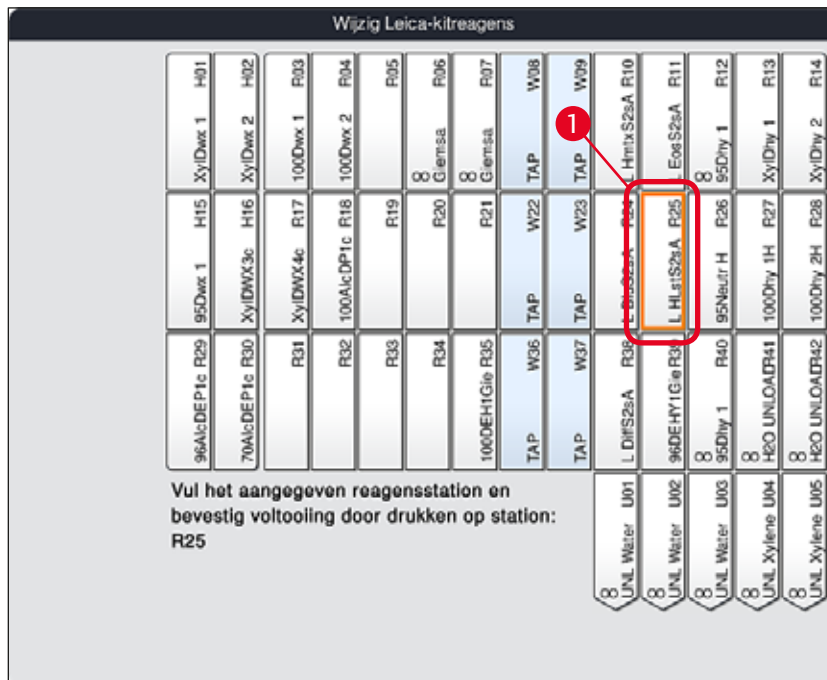 Wijzig Leica-kitreagens
XylDwx 1 H01
XylDwx 2 H02
100Dwx 1 R03
100Dwx 2 R04
R05
∞
Giemsa R06
∞
Giemsa R07
TAP W08
TAP W09
L HmtxS2sA R10
L EosS2sA R11
∞
95Dhy 1 R12
XylDhy 1 R13
XylDhy 2 R14
1
95Dwx 1 H15
XylDWX3c H16
XylDWX4c R17
100AlcDP1c R18
R19
R20
R21
TAP W22
TAP W23
L R24
L HLstS2sA R25
95Neutr H R26
100Dhy 1H R27
100Dhy 2H R28
96AlcDEP1c R29
70AlcDEP1c R30
R31
R32
R33
R34
100DEH1Gie R35
TAP W36
TAP W37
L DiffS2sA R38
96DEHY1Gie R39
∞
95Dhy 1 R40
∞
H2O UNLOAD R41
∞
H2O UNLOAD R42
∞
UNL Water U01
∞
UNL Water U02
∞
UNL Water U03
∞
UNL Xylene U04
∞
UNL Xylene U05
Vul het aangegeven reagensstation en
bevestig voltooiing door drukken op station:
R25